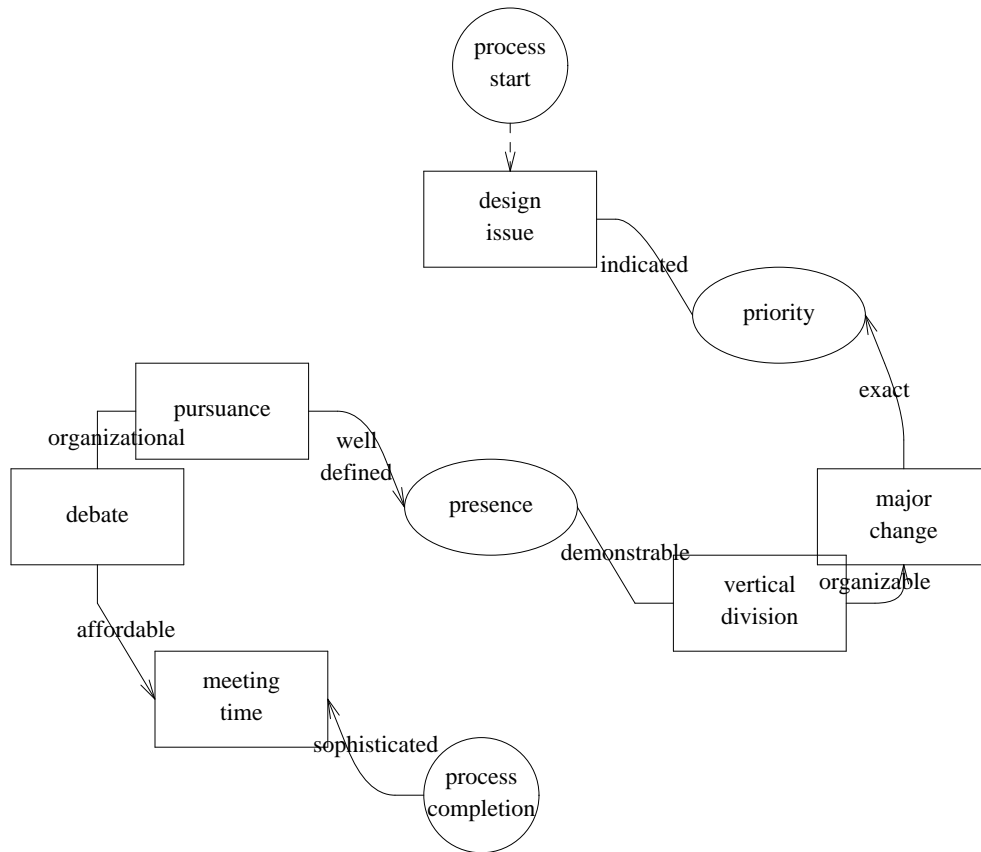 process
start
design
issue
indicated
priority
exact
pursuance
organizational
well
defined
debate
presence
major
change
demonstrable
vertical
division
organizable
affordable
meeting
time
sophisticated
process
completion